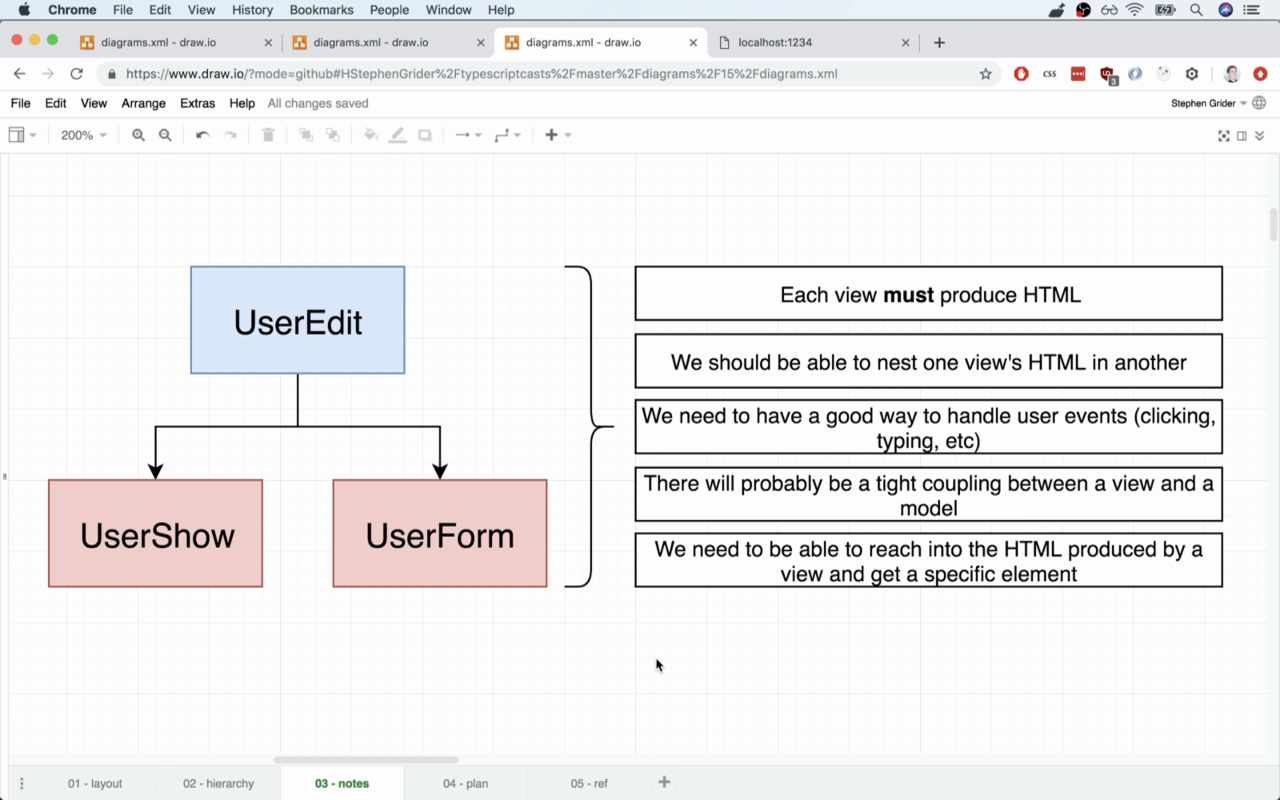 Chrome File Edit View History Bookmarks People Window Help
diagrams.xml - draw.io
diagrams.xml - draw.io
diagrams.xml - draw.io
localhost:1234
https://www.draw.io/?mode=github#HStephenGrider%2Ftypescriptcasts%2Fmaster%2Fdiagrams%2F15%2Fdiagrams.xml
CSS
3
File Edit View Arrange Extras Help All changes saved
Stephen Grider
200%
UserEdit
UserShow
UserForm
Each view must produce HTML
We should be able to nest one view's HTML in another
We need to have a good way to handle user events (clicking,
typing, etc)
There will probably be a tight coupling between a view and a
model
We need to be able to reach into the HTML produced by a
view and get a specific element
01 - layout
02 - hierarchy
03 - notes
04 - plan
05 - ref